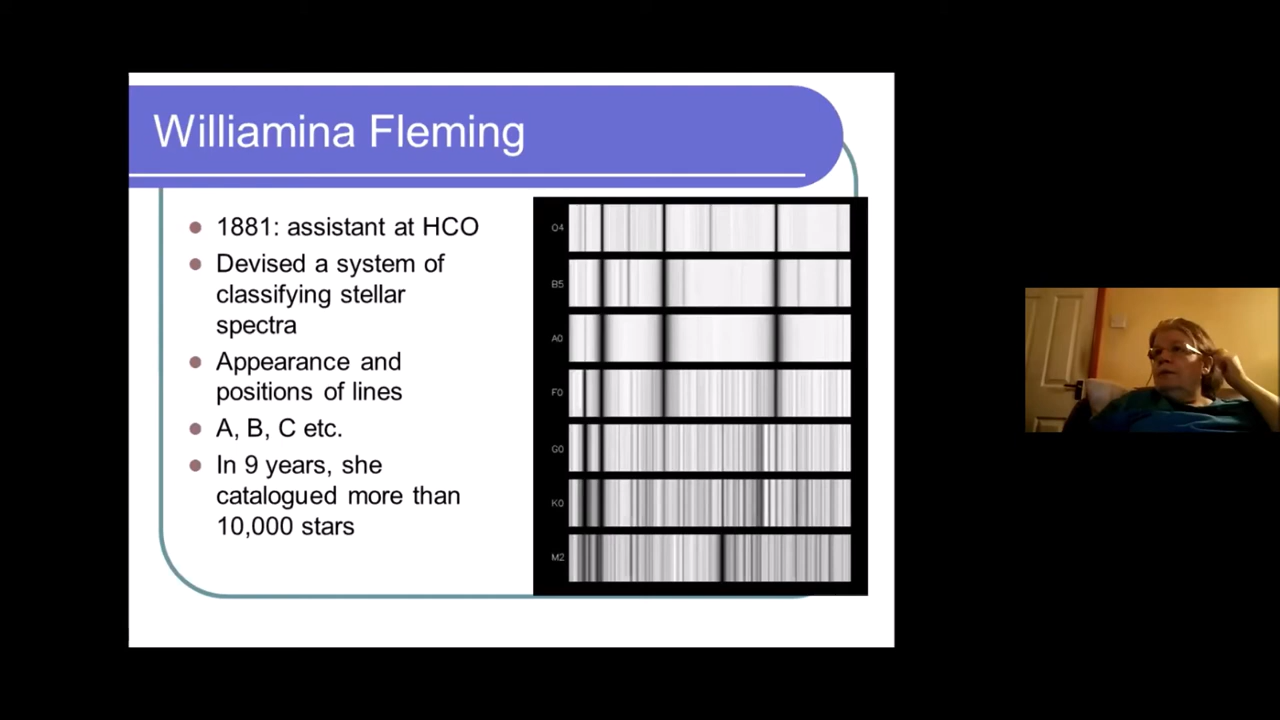 Williamina Fleming
1881: assistant at HCO
Devised a system of
classifying stellar
spectra
Appearance and
positions of lines
A, B, C etc.
In 9 years, she
catalogued more than
10,000 stars
O4
B5
A0
F0
G0
K0
M2